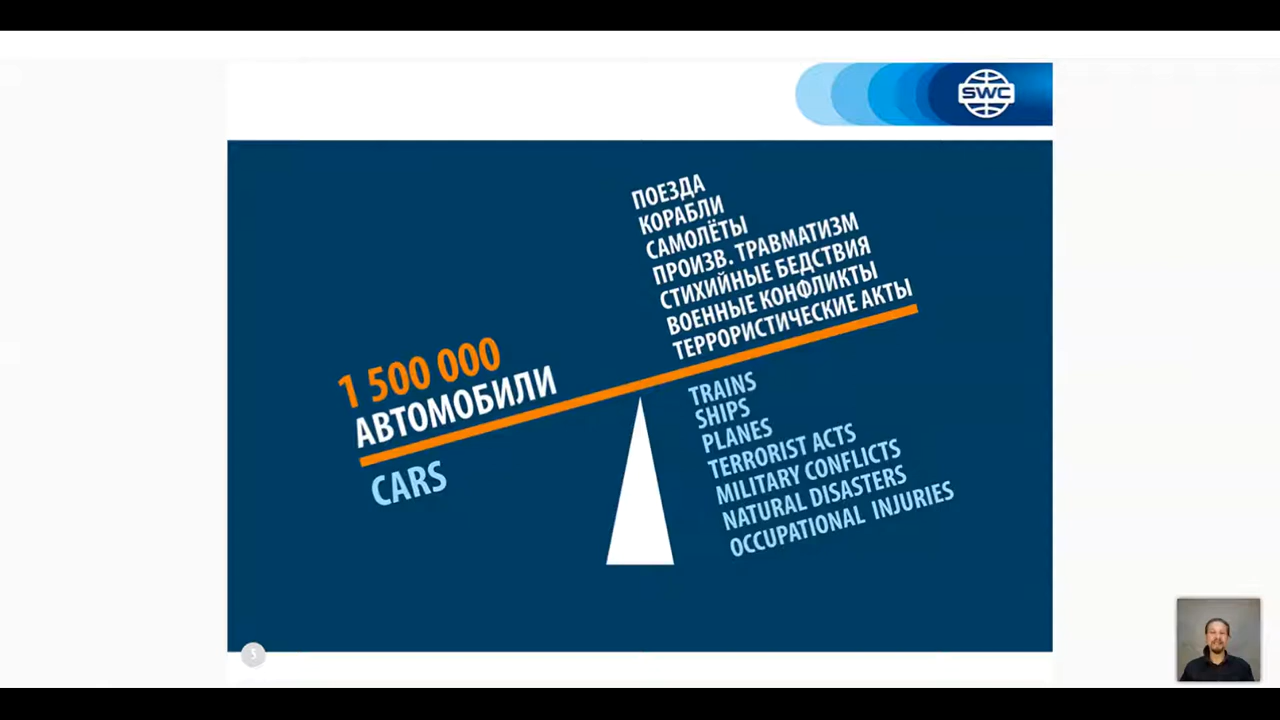 SWC
ПОЕЗДА
КОРАБЛИ
САМОЛЁТЫ
ПРОИЗВ. ТРАВМАТИЗМ
СТИХИЙНЫЕ БЕДСТВИЯ
ВОЕННЫЕ КОНФЛИКТЫ
ТЕРРОРИСТИЧЕСКИЕ АКТЫ
1 500 000
АВТОМОБИЛИ
CARS
TRAINS
SHIPS
PLANES
TERRORIST ACTS
MILITARY CONFLICTS
NATURAL DISASTERS
OCCUPATIONAL INJURIES